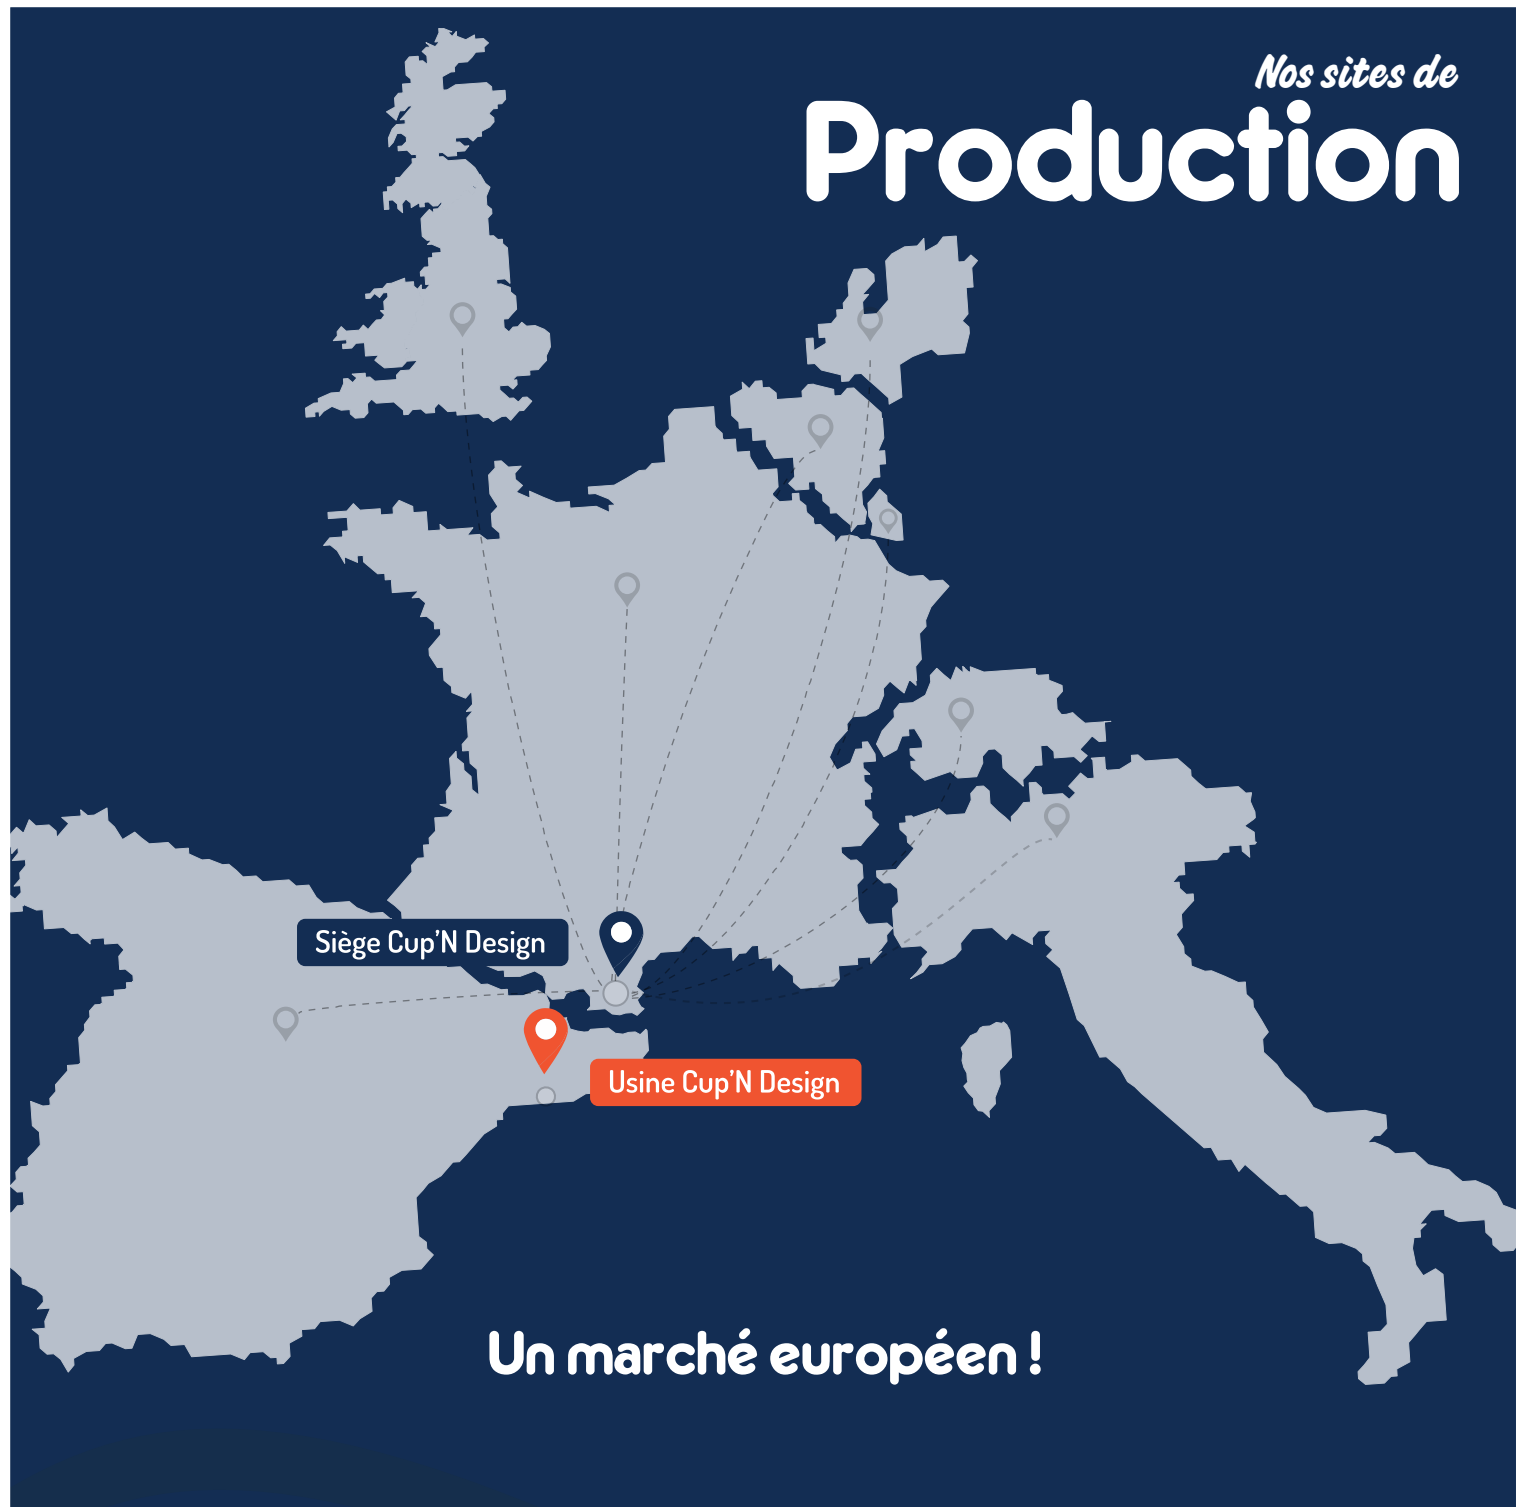 Nos sites de
Production
Siège Cup'N Design
Usine Cup'N Design
Un marché européen !